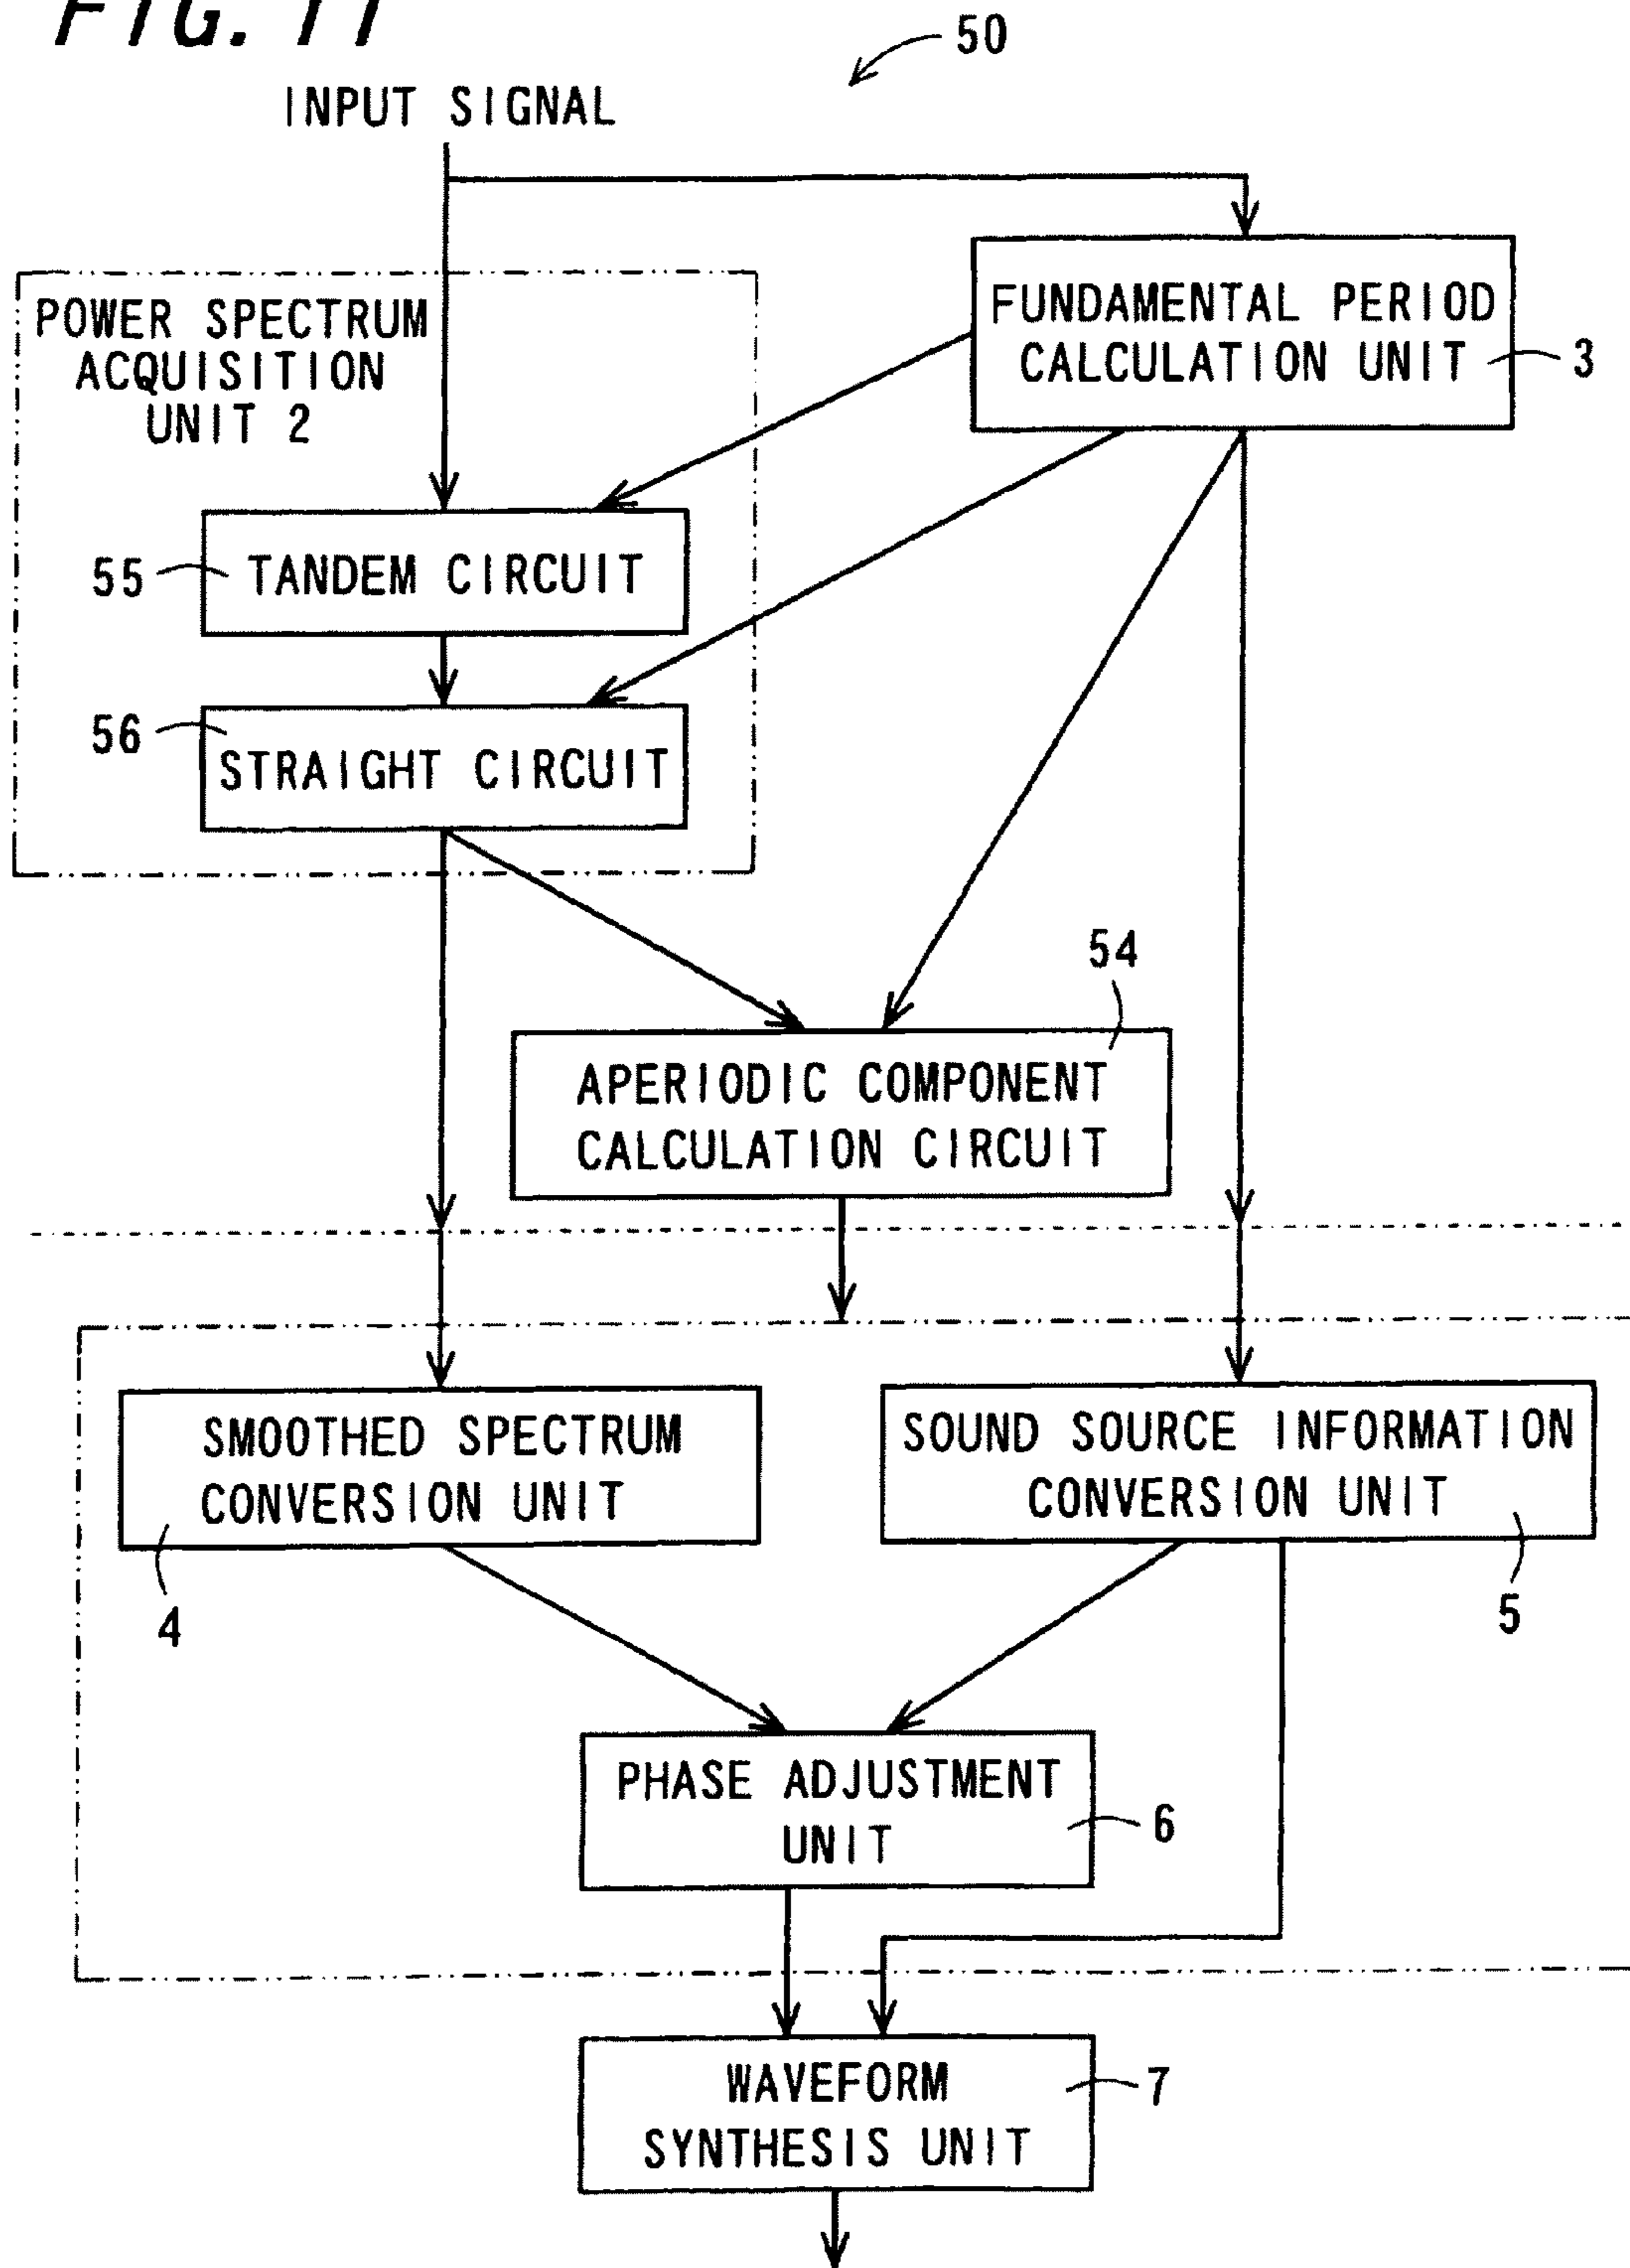 FIG. 11
50
INPUT SIGNAL
POWER SPECTRUM
ACQUISITION
UNIT 2
FUNDAMENTAL PERIOD
CALCULATION UNIT
3
55
TANDEM CIRCUIT
56
STRAIGHT CIRCUIT
54
APERIODIC COMPONENT
CALCULATION CIRCUIT
SMOOTHED SPECTRUM
CONVERSION UNIT
4
SOUND SOURCE INFORMATION
CONVERSION UNIT
5
PHASE ADJUSTMENT
UNIT
6
WAVEFORM
SYNTHESIS UNIT
7